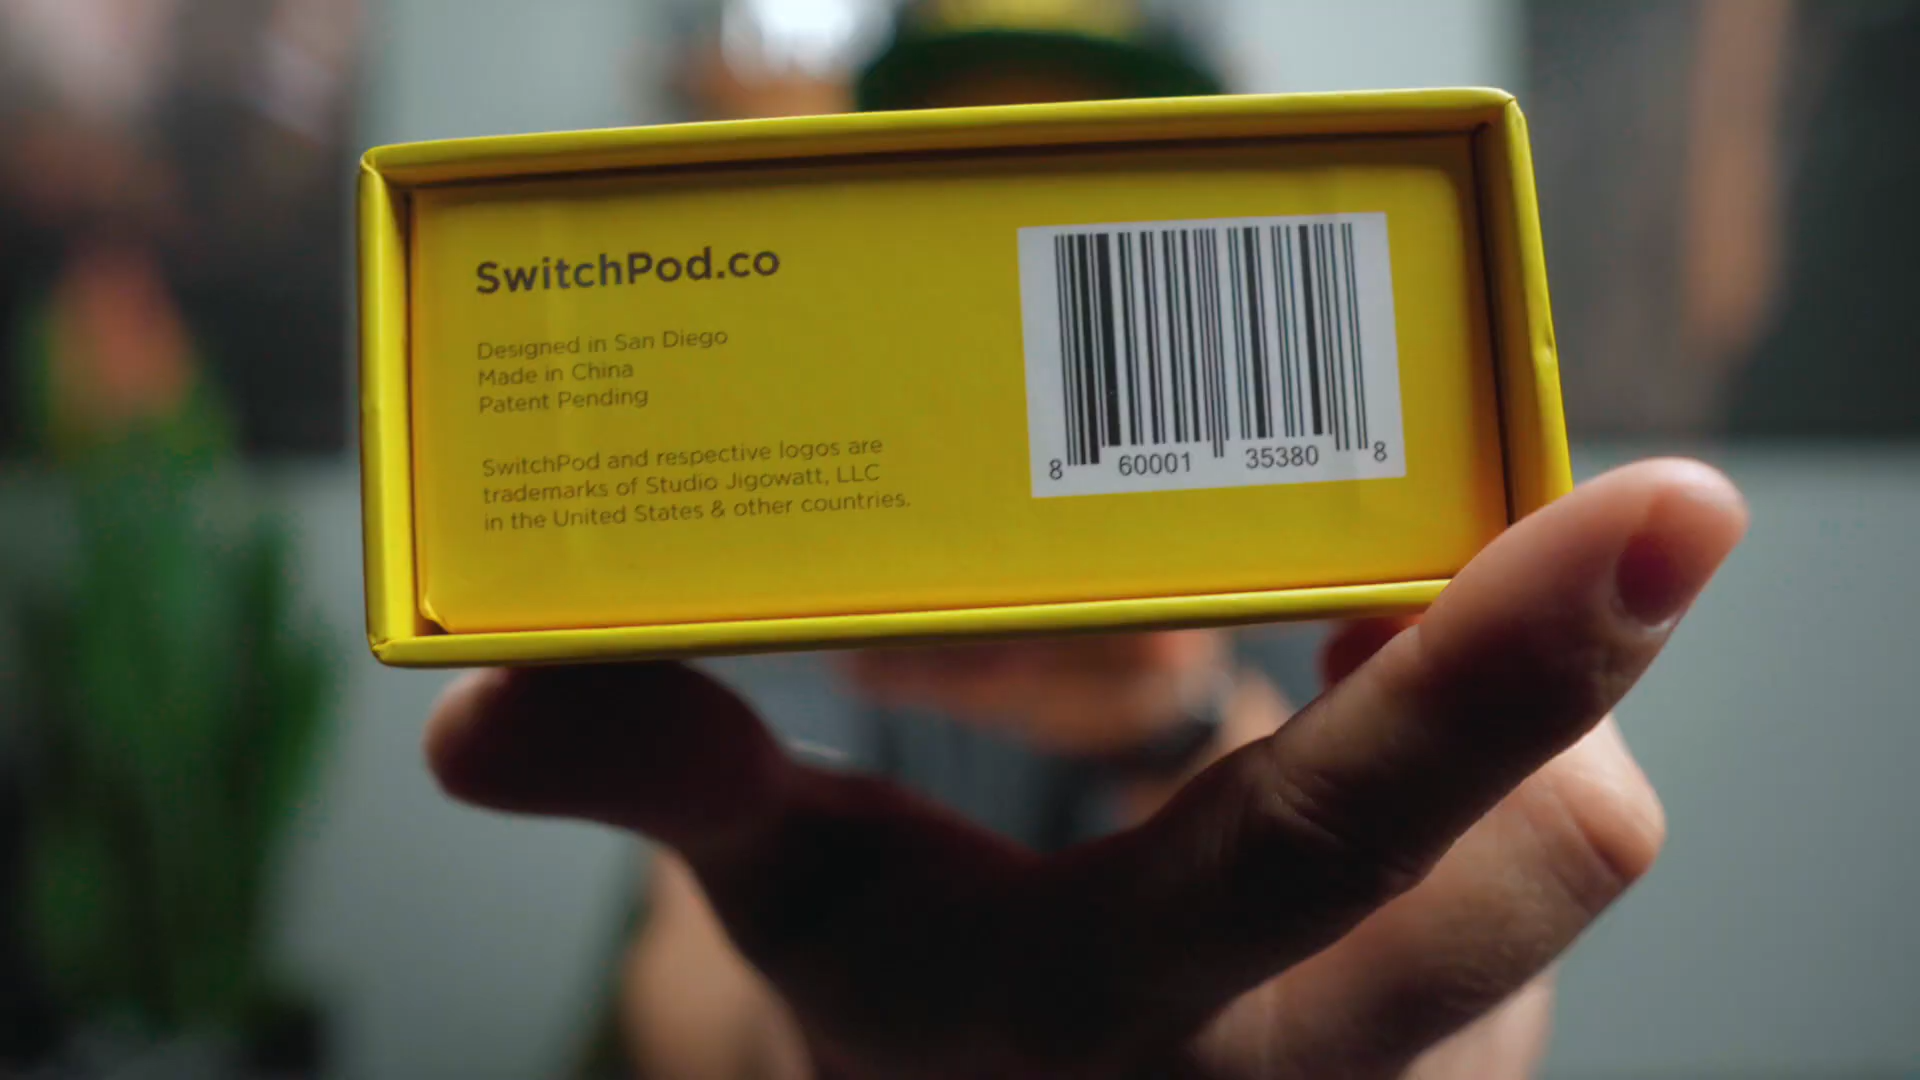 SwitchPod.co
Designed in San Diego
Made in China
Patent Pending
SwitchPod and respective logos are
trademarks of Studio Jigowatt, LLC
in the United States & other countries.
8 60001 35380 8